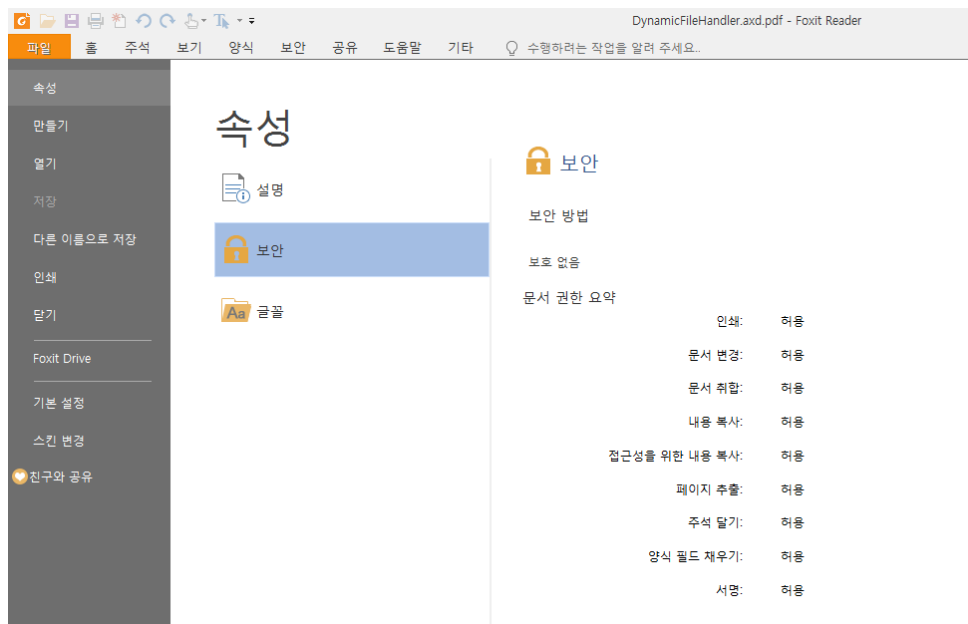 DynamicFileHandler.axd.pdf - Foxit Reader
파일 홈 주석 보기 양식 보안 공유 도움말 기타 수행하려는 작업을 알려 주세요..
속성
만들기
열기
저장
다른 이름으로 저장
인쇄
닫기
Foxit Drive
기본 설정
스킨 변경
친구와 공유
속성
설명
보안
Aa 글꼴
보안
보안 방법
보호 없음
문서 권한 요약
인쇄: 허용
문서 변경: 허용
문서 취합: 허용
내용 복사: 허용
접근성을 위한 내용 복사: 허용
페이지 추출: 허용
주석 달기: 허용
양식 필드 채우기: 허용
서명: 허용